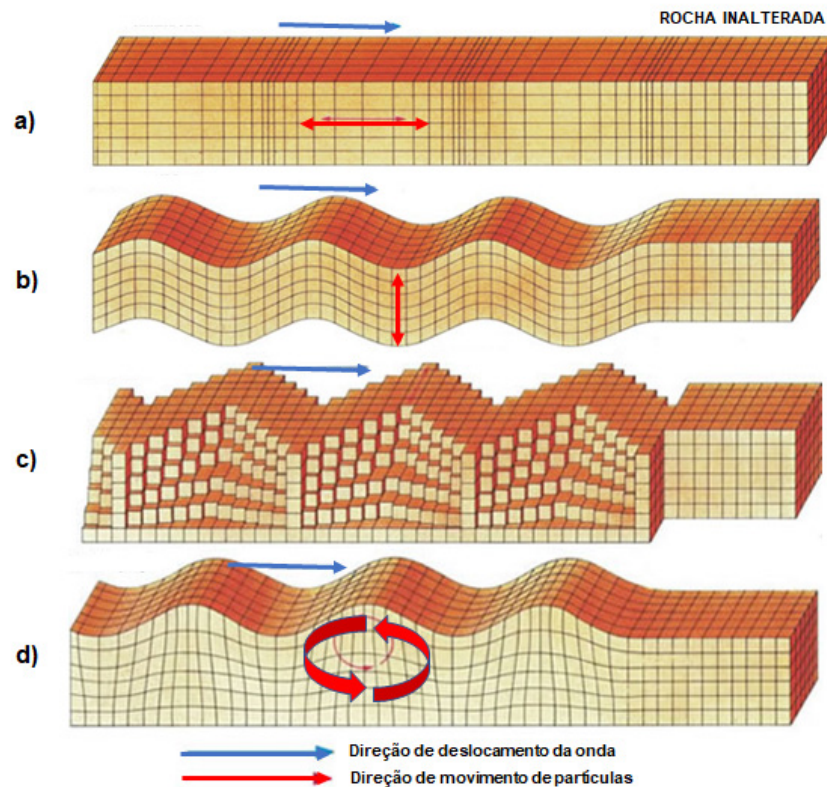 ROCHA INALTERADA
a)
b)
c)
d)
Direção de deslocamento da onda
Direção de movimento de partículas